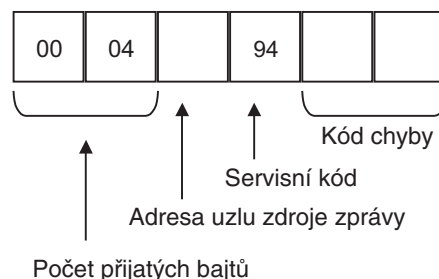 00 04 94
Kód chyby
Servisní kód
Adresa uzlu zdroje zprávy
Počet přijatých bajtů